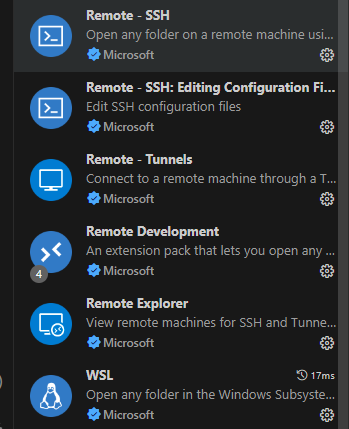 Remote - SSH
Open any folder on a remote machine usi...
Microsoft
Remote - SSH: Editing Configuration Fi...
Edit SSH configuration files
Microsoft
Remote - Tunnels
Connect to a remote machine through a T...
Microsoft
Remote Development
An extension pack that lets you open any ...
4
Microsoft
Remote Explorer
View remote machines for SSH and Tunne...
Microsoft
WSL 17ms
Open any folder in the Windows Subsyste...
Microsoft